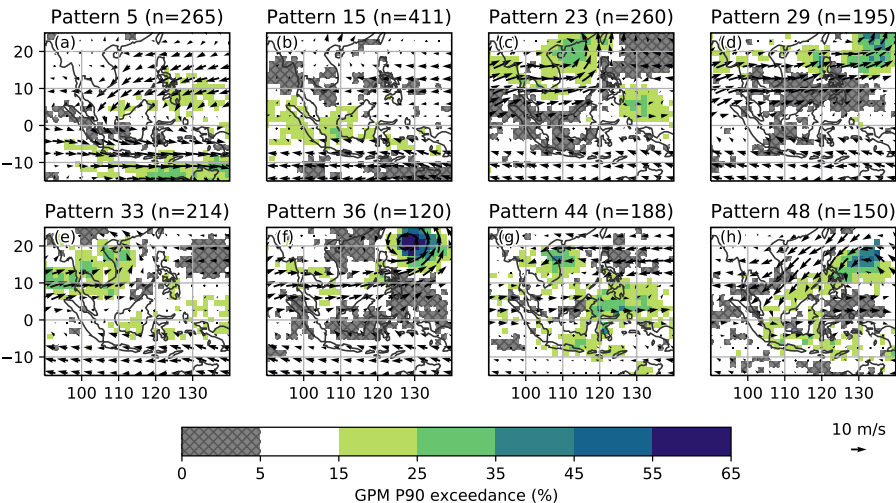 Pattern 5 (n=265) Pattern 15 (n=411) Pattern 23 (n=260) Pattern 29 (n=195)
(a) (b) (c) (d)
20
10
0
−10
Pattern 33 (n=214) Pattern 36 (n=120) Pattern 44 (n=188) Pattern 48 (n=150)
(e) (f) (g) (h)
20
10
0
−10
100 110 120 130 100 110 120 130 100 110 120 130 100 110 120 130
10 m/s
0 5 15 25 35 45 55 65
GPM P90 exceedance (%)